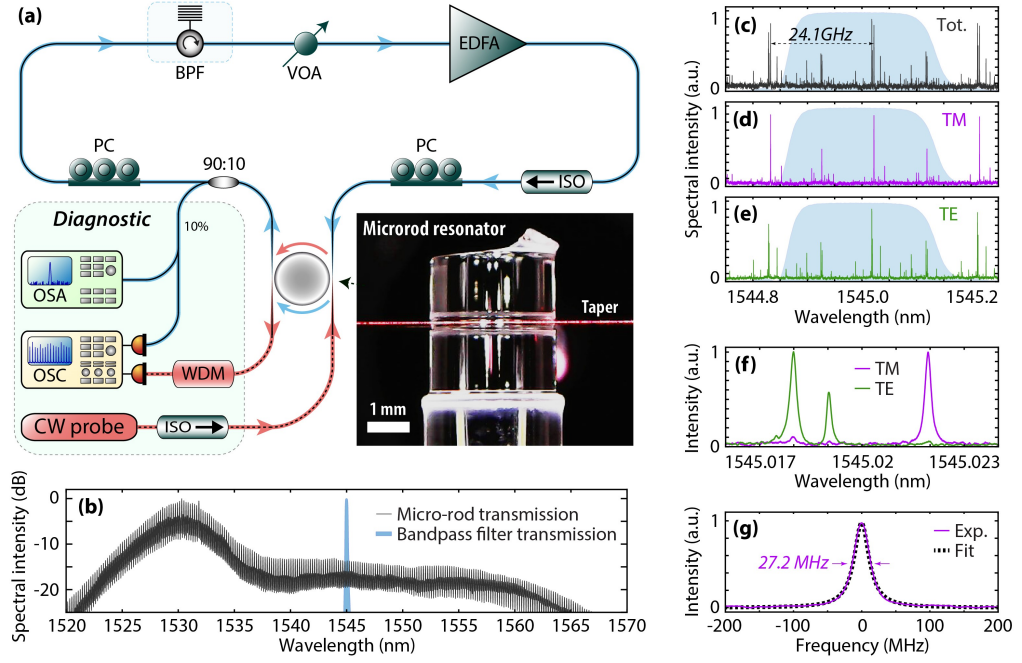 (a)
BPF
VOA
EDFA
PC
90:10
PC
ISO
Diagnostic
10%
OSA
OSC
WDM
CW probe
ISO
Microrod resonator
Taper
1 mm
(b)
Spectral intensity (dB)
0
-10
-20
Micro-rod transmission
Bandpass filter transmission
1520 1525 1530 1535 1540 1545 1550 1555 1560 1565 1570
Wavelength (nm)
Spectral intensity (a.u.)
(c) Tot.
24.1GHz
1
0
1
(d) TM
1
0
(e) TE
1
0
1544.8 1545.0 1545.2
Wavelength (nm)
(f)
Intensity (a.u.)
1
0
TM
TE
1545.017 1545.02 1545.023
Wavelength (nm)
(g)
Intensity (a.u.)
1
0
27.2 MHz
Exp.
Fit
-200 -100 0 100 200
Frequency (MHz)